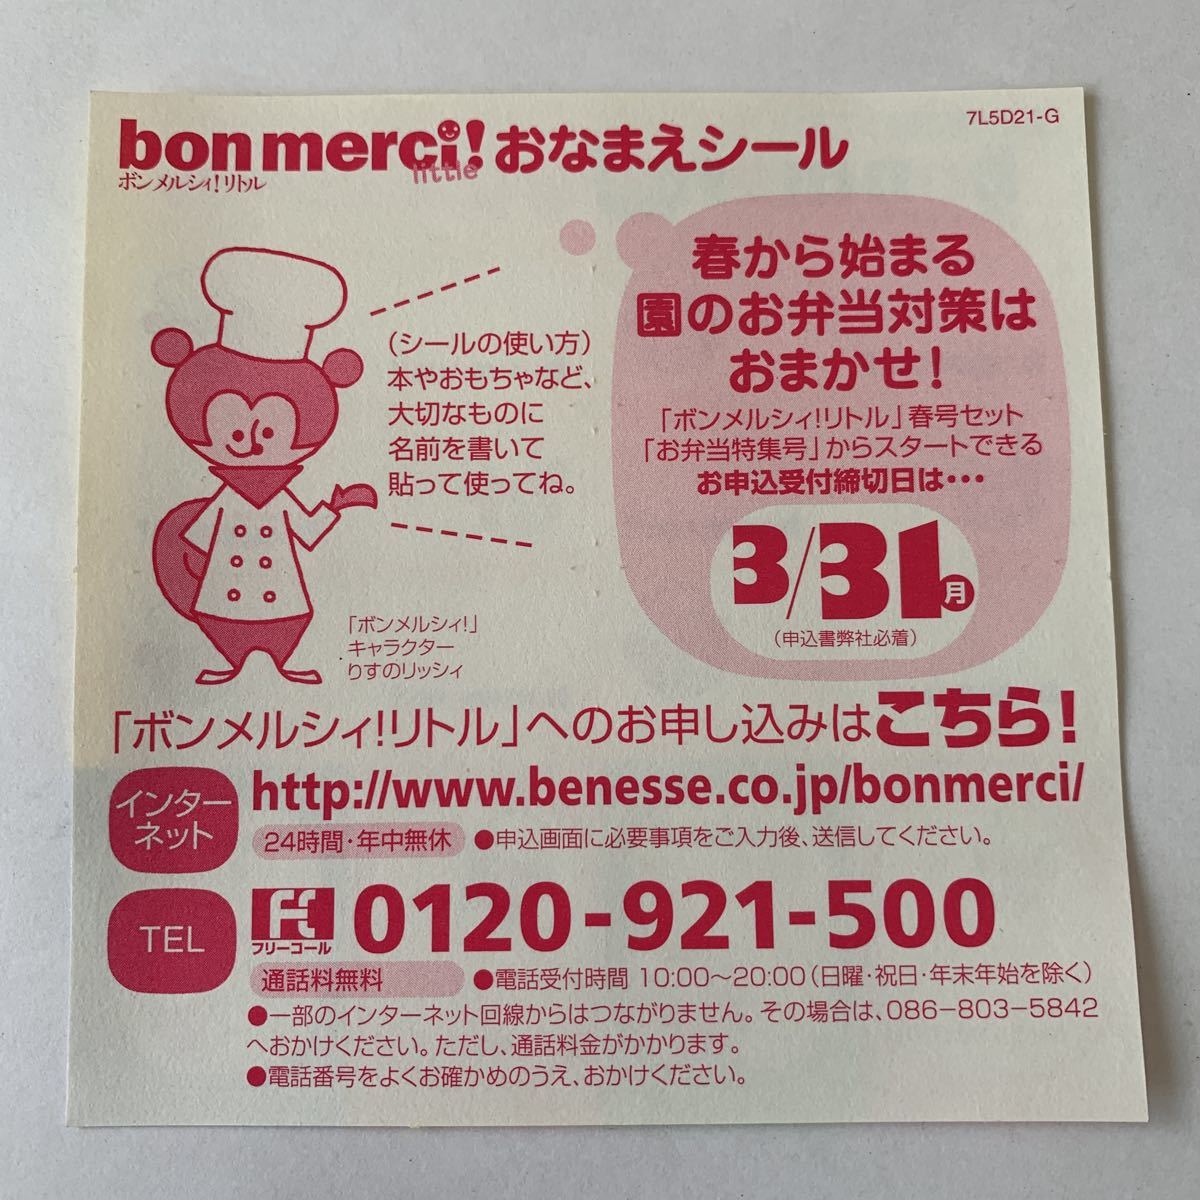 7L5D21-G
bon merci! おなまえシール
little
ボンメルシィ!リトル
(シールの使い方)
本やおもちゃなど、
大切なものに
名前を書いて
貼って使ってね。
「ボンメルシィ!」
キャラクター
りすのリッシィ
春から始まる
園のお弁当対策は
おまかせ!
「ボンメルシィ!リトル」春号セット
「お弁当特集号」からスタートできる
お申込受付締切日は…
3/31月
(申込書弊社必着)
「ボンメルシィ!リトル」へのお申し込みはこちら!
インター
ネット
http://www.benesse.co.jp/bonmerci/
24時間・年中無休 ●申込画面に必要事項をご入力後、送信してください。
TEL
フリーコール
0120-921-500
通話料無料 ●電話受付時間 10:00〜20:00(日曜・祝日・年末年始を除く)
●一部のインターネット回線からはつながりません。その場合は、086-803-5842
へおかけください。ただし、通話料金がかかります。
●電話番号をよくお確かめのうえ、おかけください。